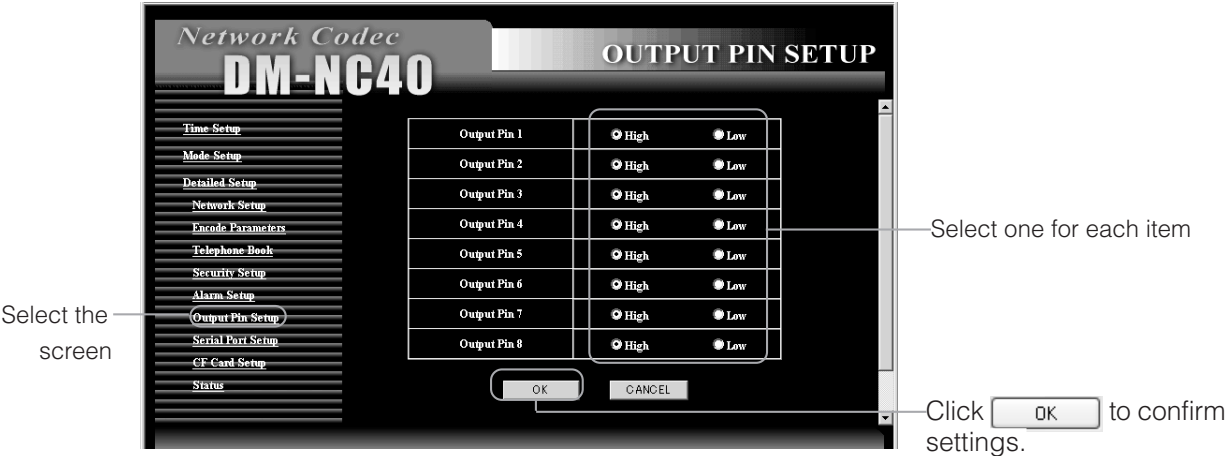 Network Codec
DM-NC40
OUTPUT PIN SETUP
Time Setup
Mode Setup
Detailed Setup
Network Setup
Encode Parameters
Telephone Book
Security Setup
Alarm Setup
Output Pin Setup
Serial Port Setup
CF Card Setup
Status
Select the
screen
Output Pin 1 High Low
Output Pin 2 High Low
Output Pin 3 High Low
Output Pin 4 High Low
Output Pin 5 High Low
Output Pin 6 High Low
Output Pin 7 High Low
Output Pin 8 High Low
OK CANCEL
Select one for each item
Click OK to confirm
settings.